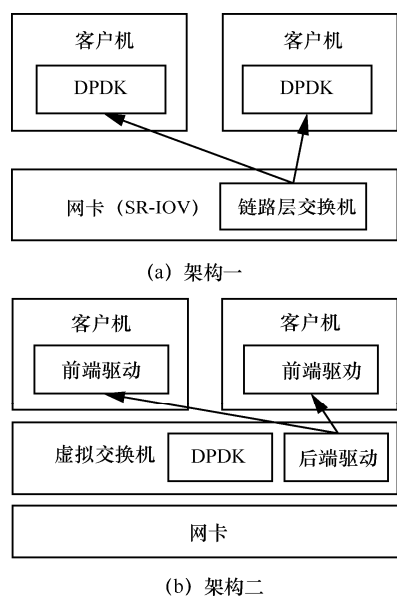 客户机 客户机
DPDK DPDK
网卡（SR-IOV） 链路层交换机
(a) 架构一
客户机 客户机
前端驱动 前端驱劝
虚拟交换机 DPDK 后端驱动
网卡
(b) 架构二